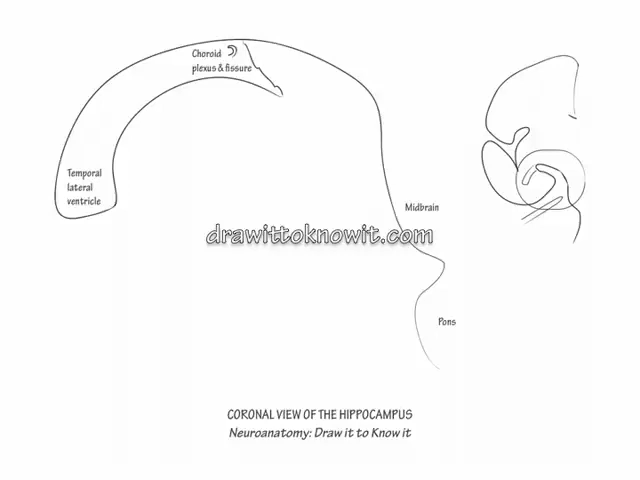 Choroid
plexus & fissure
Temporal
lateral
ventricle
Midbrain
drawittoknowit.com
Pons
CORONAL VIEW OF THE HIPPOCAMPUS
Neuroanatomy: Draw it to Know it